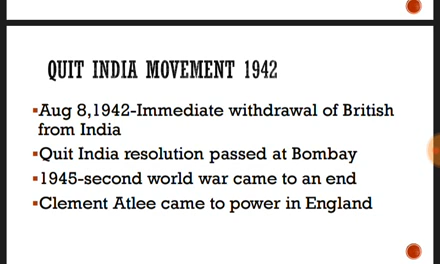 QUIT INDIA MOVEMENT 1942
▪Aug 8,1942-Immediate withdrawal of British
from India
▪Quit India resolution passed at Bombay
▪1945-second world war came to an end
▪Clement Atlee came to power in England